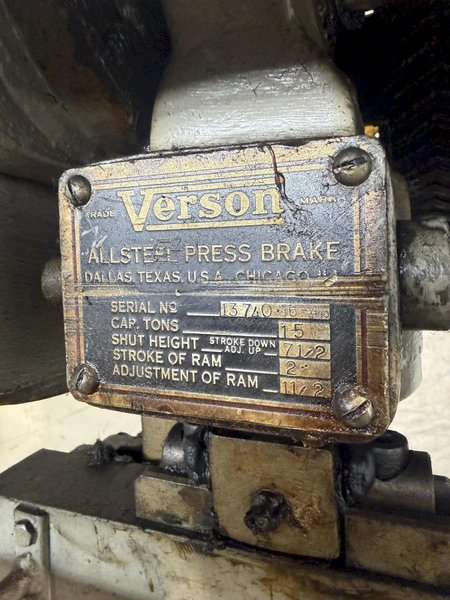 TRADE Verson MARK
ALLSTEEL PRESS BRAKE
DALLAS, TEXAS, U.S.A. CHICAGO, ILL.
SERIAL No
CAP. TONS 15
SHUT HEIGHT STROKE DOWN ADJ. UP 7 1/2
STROKE OF RAM 2"
ADJUSTMENT OF RAM 1 1/2